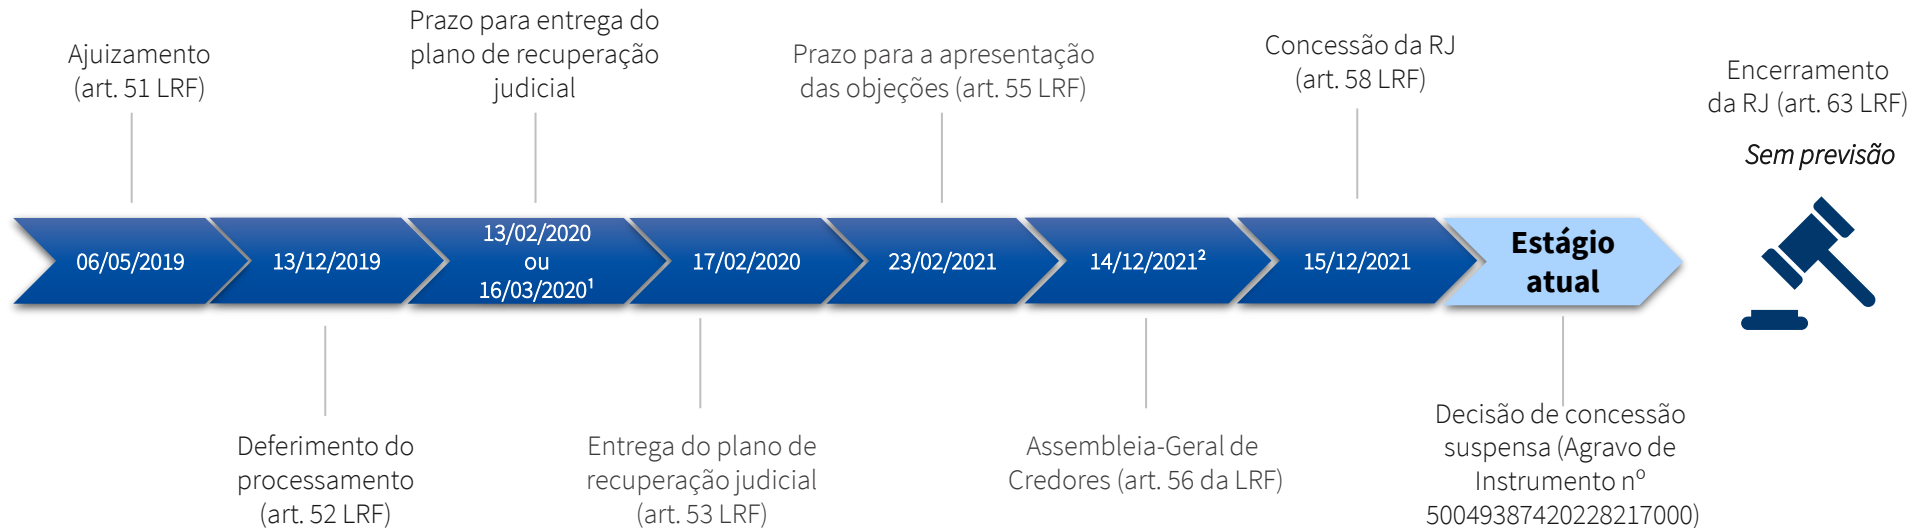 Ajuizamento
(art. 51 LRF)
Prazo para entrega do
plano de recuperação
judicial
Prazo para a apresentação
das objeções (art. 55 LRF)
Concessão da RJ
(art. 58 LRF)
Encerramento
da RJ (art. 63 LRF)
Sem previsão
06/05/2019
13/12/2019
13/02/2020
ou
16/03/2020¹
17/02/2020
23/02/2021
14/12/2021²
15/12/2021
Estágio
atual
Deferimento do
processamento
(art. 52 LRF)
Entrega do plano de
recuperação judicial
(art. 53 LRF)
Assembleia-Geral de
Credores (art. 56 da LRF)
Decisão de concessão
suspensa (Agravo de
Instrumento nº
50049387420228217000)